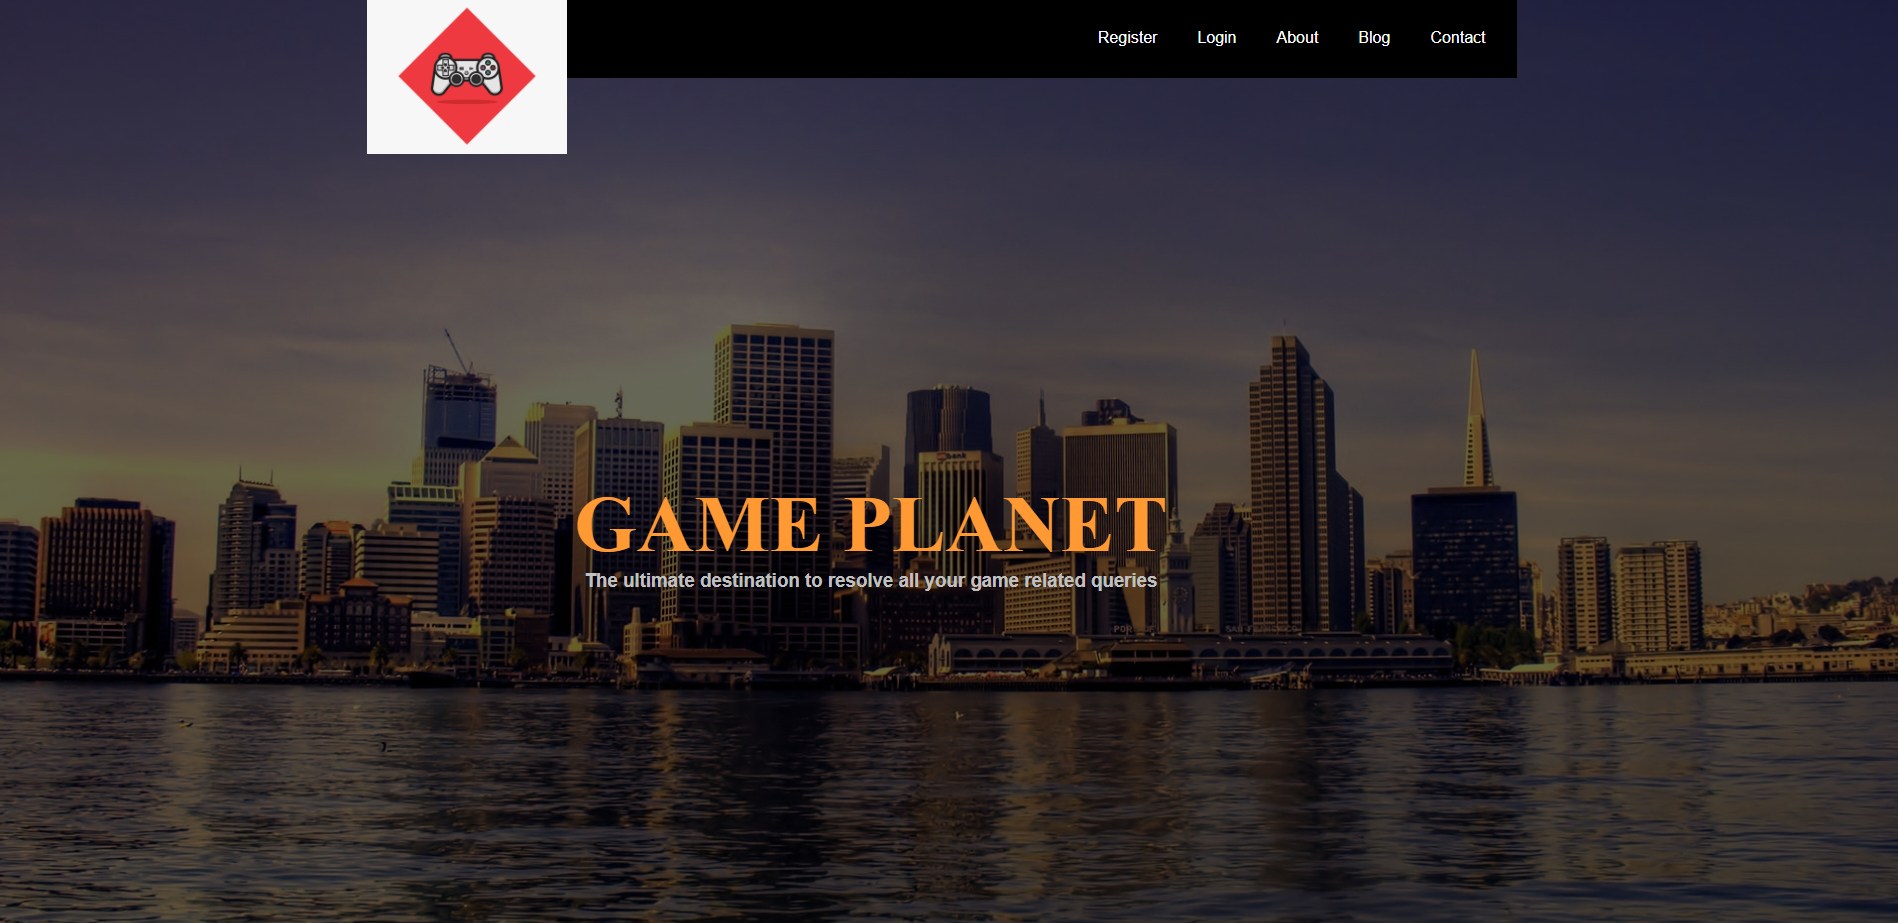 Register Login About Blog Contact
GAME PLANET
The ultimate destination to resolve all your game related queries